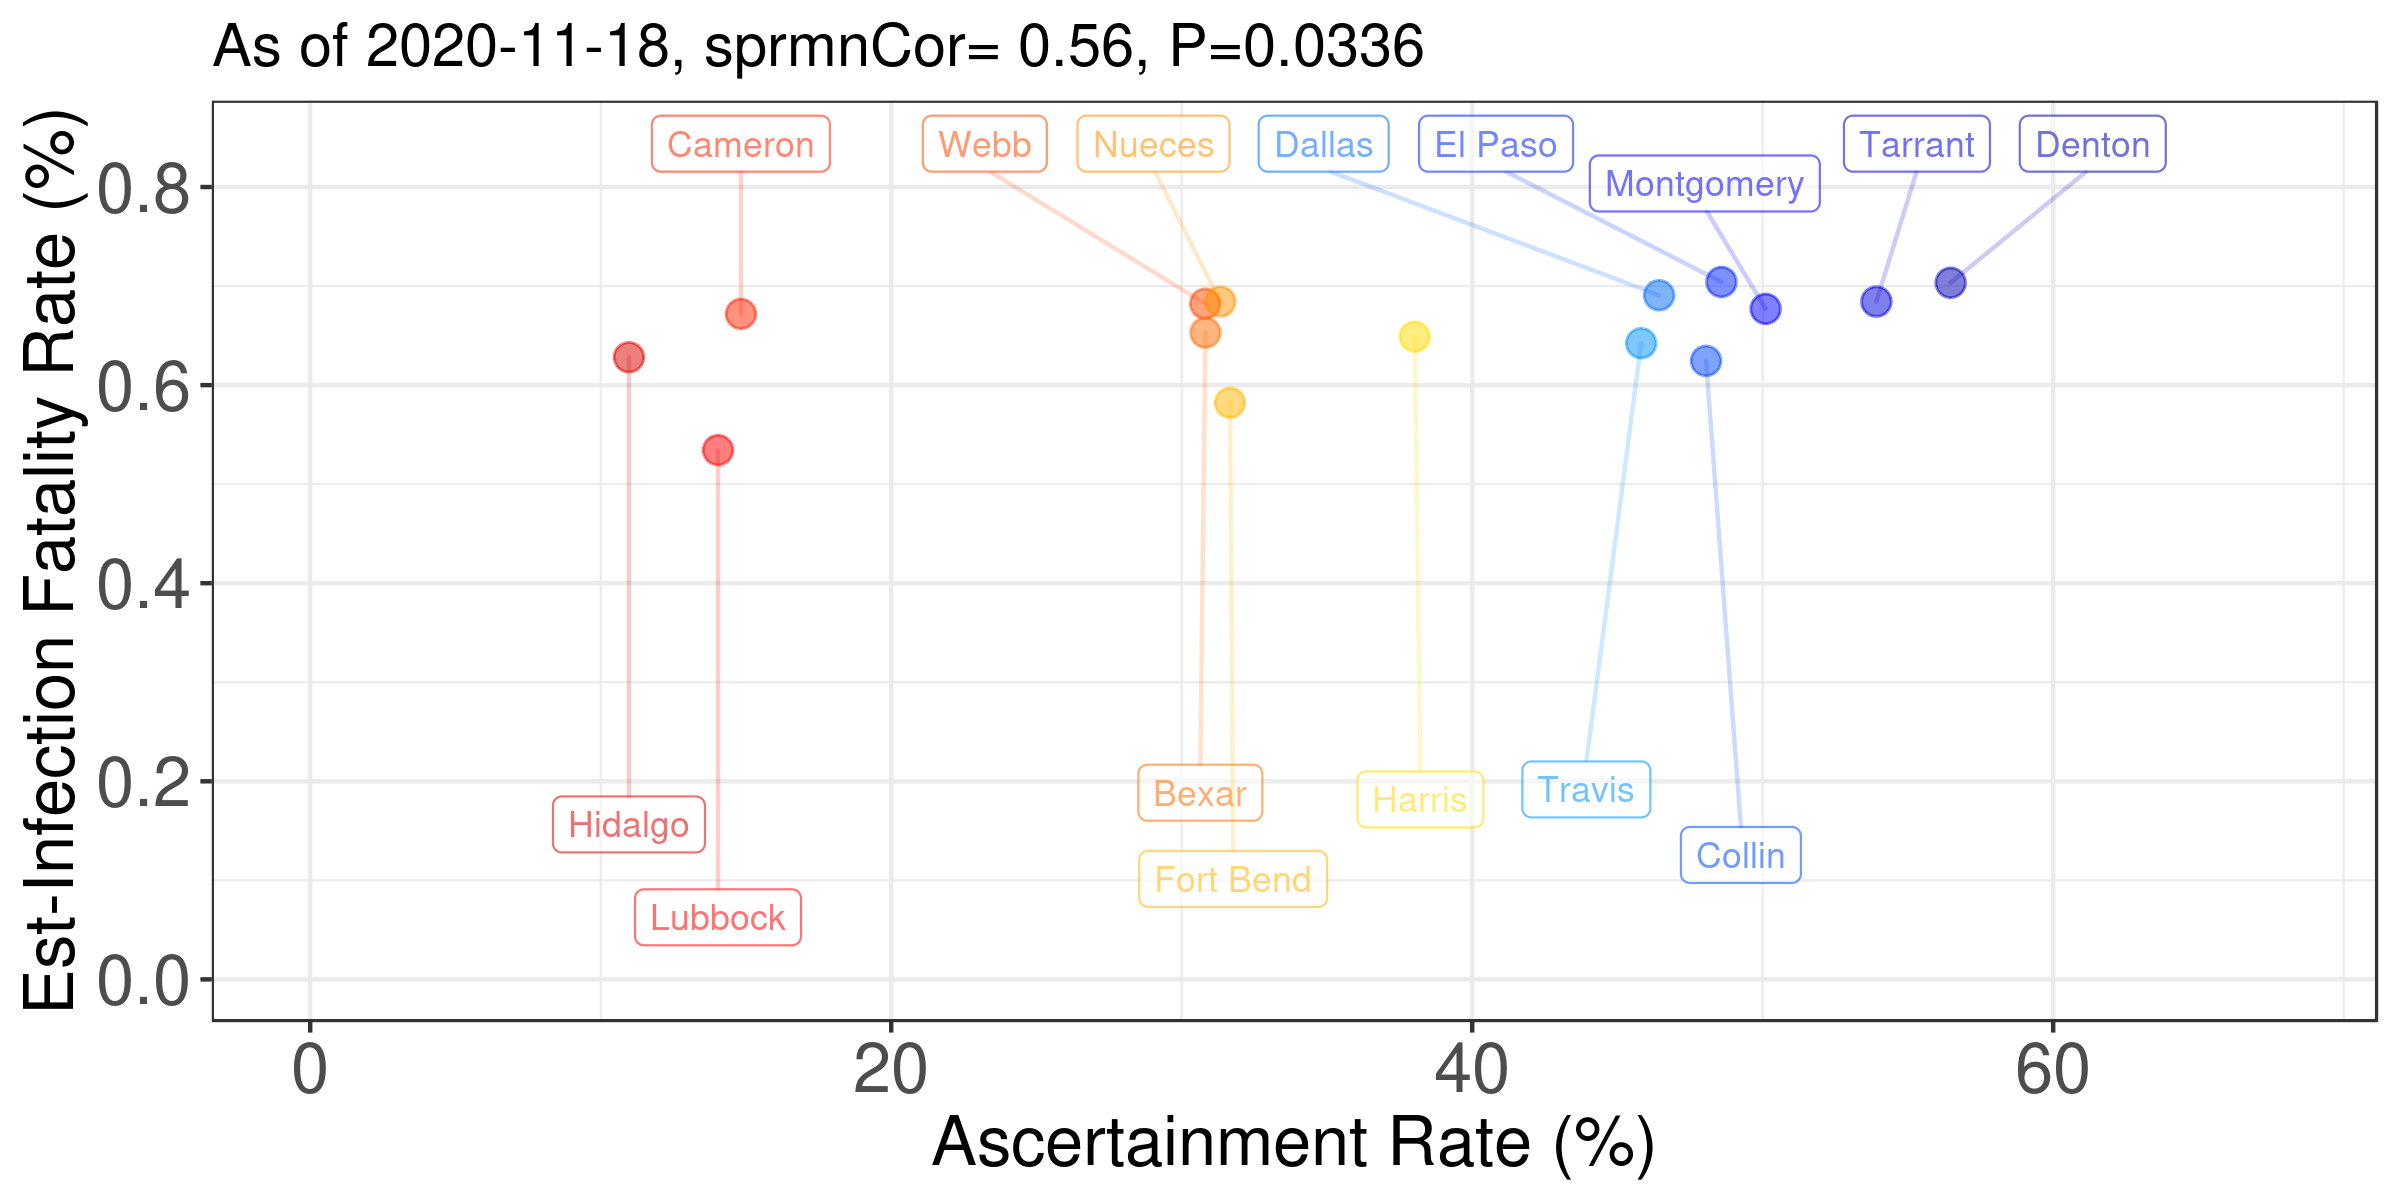 As of 2020-11-18, sprmnCor= 0.56, P=0.0336
Est-Infection Fatality Rate (%)
0.8
0.6
0.4
0.2
0.0
Cameron
Webb
Nueces
Dallas
El Paso
Tarrant
Denton
Montgomery
Travis
Bexar
Harris
Hidalgo
Collin
Fort Bend
Lubbock
0
20
40
60
Ascertainment Rate (%)